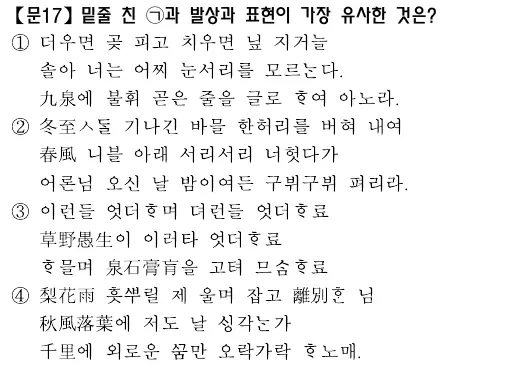 【문17】 밑줄 친 ㉠과 발상과 표현이 가장 유사한 것은?
① 더우면 곶 피고 치우면 닢 지거늘
솔아 너는 어찌 눈서리를 모르는다.
九泉에 불휘 곧은 줄을 글로 ᄒᆞ여 아노라.
② 冬至ㅅᄃᆞᆯ 기나긴 바믈 한허리를 버혀 내여
春風 니블 아래 서리서리 너헛다가
어론님 오신 날 밤이여든 구뷔구뷔 펴리라.
③ 이런들 엇더ᄒᆞ며 뎌런들 엇더ᄒᆞ료
草野愚生이 이러타 엇더ᄒᆞ료
ᄒᆞ믈며 泉石膏肓을 고텨 므슴ᄒᆞ료
④ 梨花雨 흣ᄲᅮ릴 제 울며 잡고 離別ᄒᆞᆫ 님
秋風落葉에 저도 날 ᄉᆡᆼ각ᄂᆞᆫ가
千里에 외로운 ᄭᅮᆷ만 오락가락 ᄒᆞ노매.